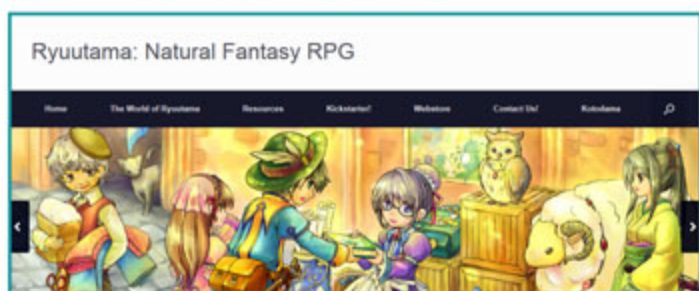 Ryuutama: Natural Fantasy RPG
Home The World of Ryuutama Resources Kickstarter! Webstore Contact Us! Kotodama